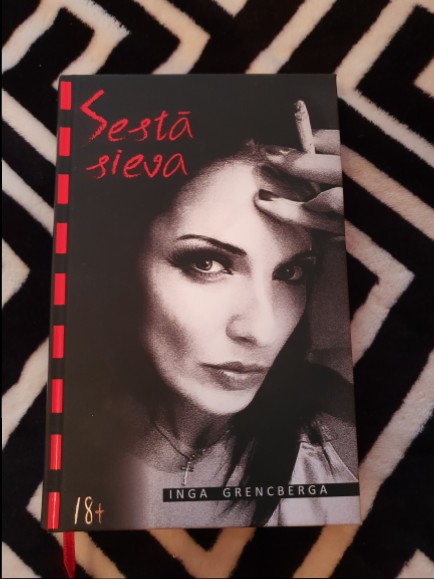 Sestā
sieva
INGA GRENCBERGA
18+